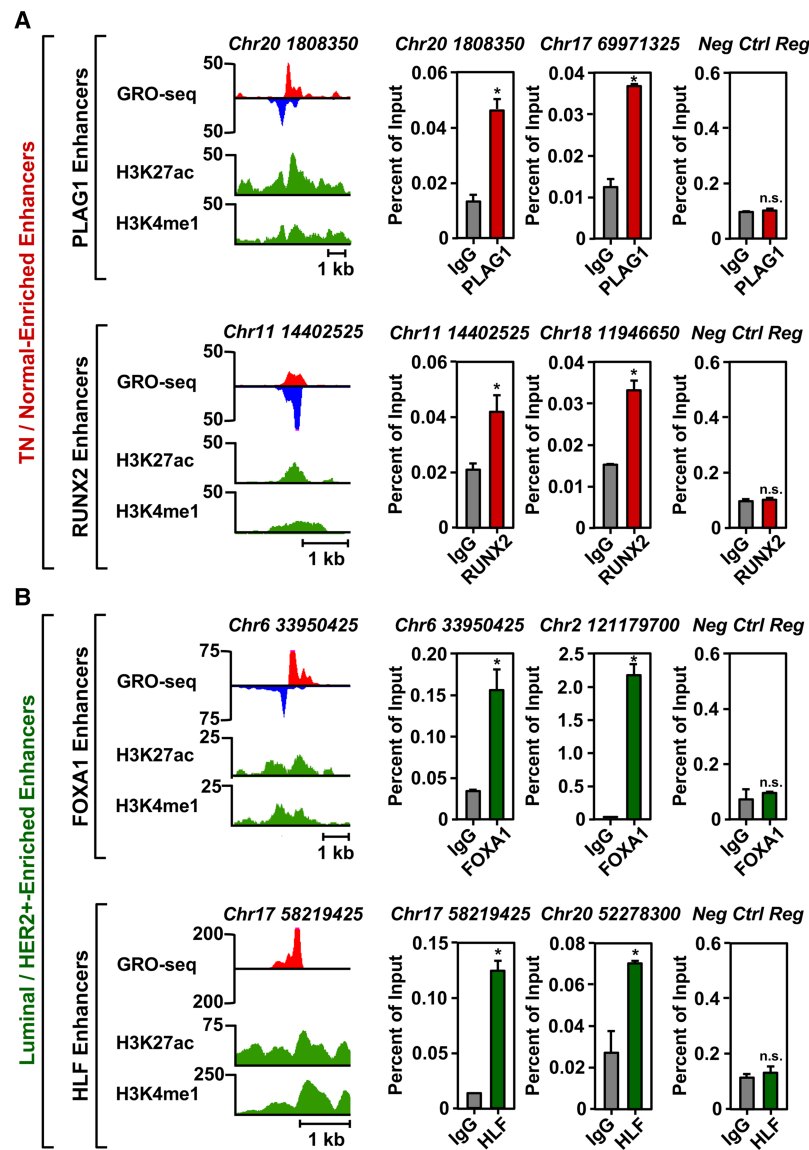 A
TN / Normal-Enriched Enhancers
PLAG1 Enhancers
Chr20 1808350
GRO-seq
50
50
H3K27ac
50
H3K4me1
50
1 kb
Chr20 1808350
Percent of Input
0.06
0.04
0.02
0
*
IgG
PLAG1
Chr17 69971325
Percent of Input
0.04
0.03
0.02
0.01
0
*
IgG
PLAG1
Neg Ctrl Reg
Percent of Input
0.6
0.4
0.2
0
n.s.
IgG
PLAG1
RUNX2 Enhancers
Chr11 14402525
GRO-seq
50
50
H3K27ac
50
H3K4me1
50
1 kb
Chr11 14402525
Percent of Input
0.06
0.04
0.02
0
*
IgG
RUNX2
Chr18 11946650
Percent of Input
0.04
0.03
0.02
0.01
0
*
IgG
RUNX2
Neg Ctrl Reg
Percent of Input
0.6
0.4
0.2
0
n.s.
IgG
RUNX2
B
Luminal / HER2+-Enriched Enhancers
FOXA1 Enhancers
Chr6 33950425
GRO-seq
75
75
H3K27ac
25
H3K4me1
25
1 kb
Chr6 33950425
Percent of Input
0.20
0.15
0.10
0.05
0
*
IgG
FOXA1
Chr2 121179700
Percent of Input
2.5
2.0
1.5
1.0
0.5
0
*
IgG
FOXA1
Neg Ctrl Reg
Percent of Input
0.6
0.4
0.2
0
n.s.
IgG
FOXA1
HLF Enhancers
Chr17 58219425
GRO-seq
200
200
H3K27ac
75
H3K4me1
250
1 kb
Chr17 58219425
Percent of Input
0.15
0.10
0.05
0
*
IgG
HLF
Chr20 52278300
Percent of Input
0.08
0.06
0.04
0.02
0
*
IgG
HLF
Neg Ctrl Reg
Percent of Input
0.6
0.4
0.2
0
n.s.
IgG
HLF